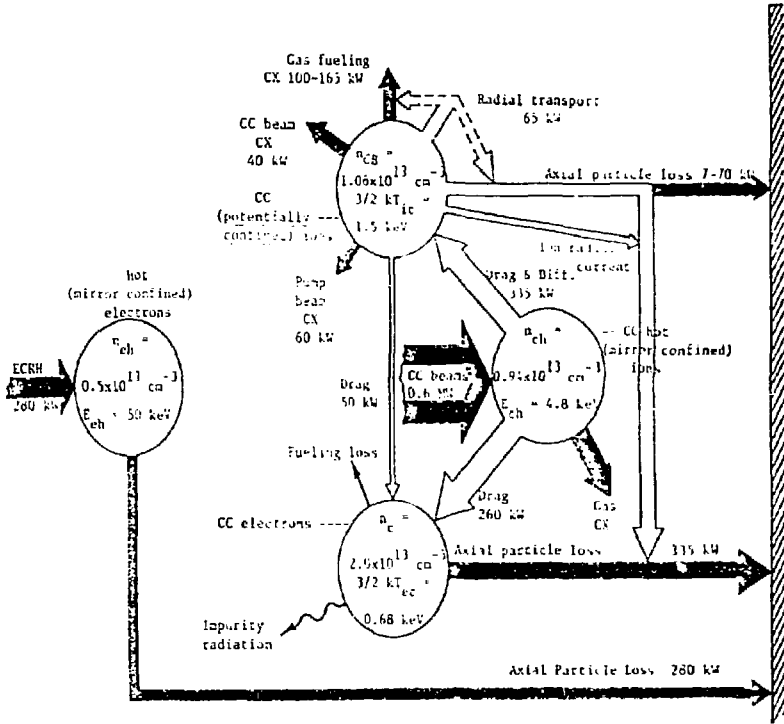 Gas fueling
CX 100-165 kW
Radial transport
65 kW
CC beam
CX
40 kW
n_CB =
1.06x10^13 cm^-3
3/2 kT_ic =
1.5 keV
Axial particle loss 7-70 kW
CC
(potentially
confined) ions
current
Drag & Diff.
335 kW
Pump
beam
CX
60 kW
hot
(mirror confined)
electrons
n_eh =
0.5x10^13 cm^-3
E_eh = 50 keV
ECRH
280 kW
n_ch =
0.94x10^13 cm^-3
E_ch = 4.8 keV
CC hot
(mirror confined)
ions
CC beams
0.6 MW
Drag
50 kW
Fueling loss
Drag
260 kW
Gas
CX
CC electrons
n_c =
2.5x10^13 cm^-3
3/2 kT_ec =
0.68 keV
Axial particle loss 335 kW
Impurity
radiation
Axial Particle Loss 280 kW